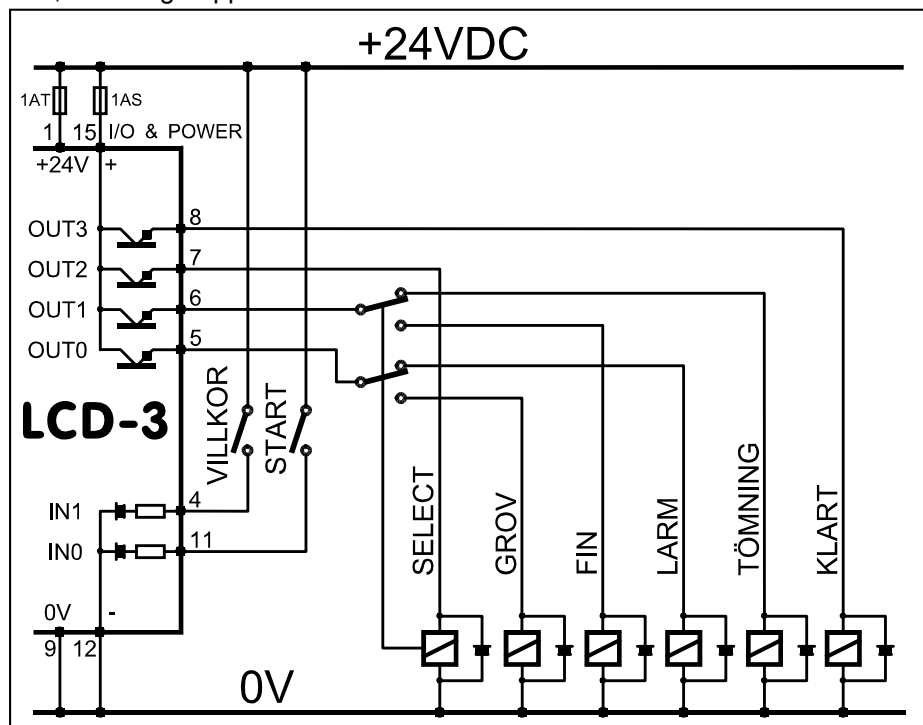 +24VDC
1AT 1AS
1 15 I/O & POWER
+24V +
OUT3 8
OUT2 7
OUT1 6
OUT0 5
LCD-3
VILLKOR
START
IN1 4
IN0 11
SELECT
GROV
FIN
LARM
TÖMNING
KLART
0V -
9 12
0V